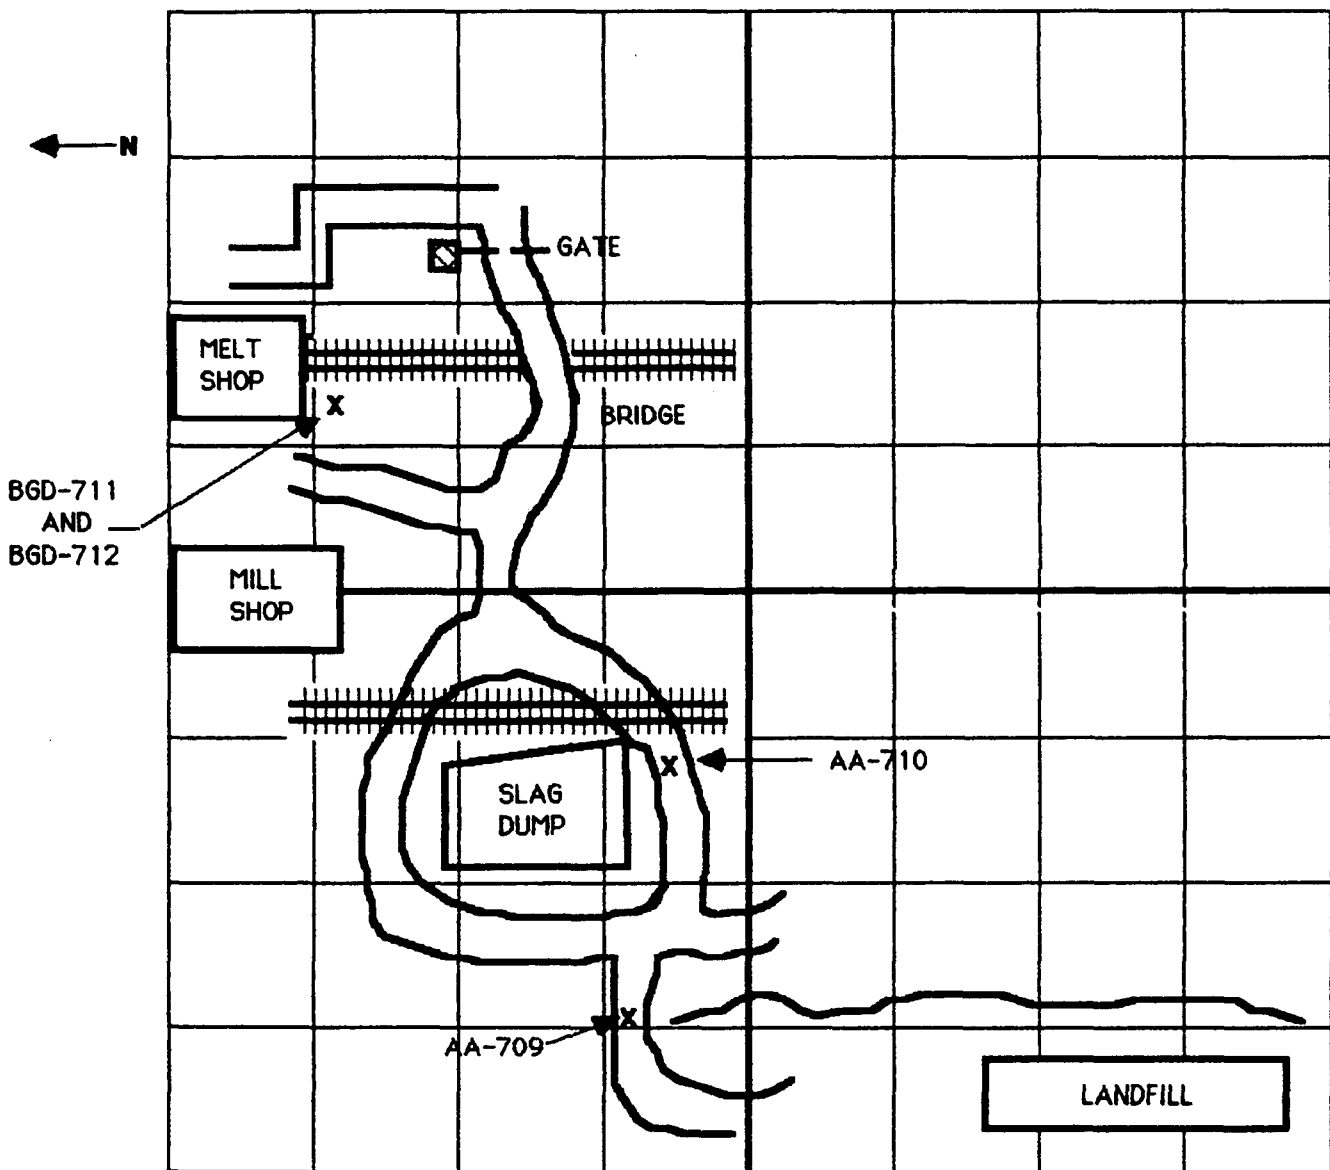 N
GATE
MELT
SHOP
X
BRIDGE
BGD-711
AND
BGD-712
MILL
SHOP
X
AA-710
SLAG
DUMP
X
AA-709
LANDFILL